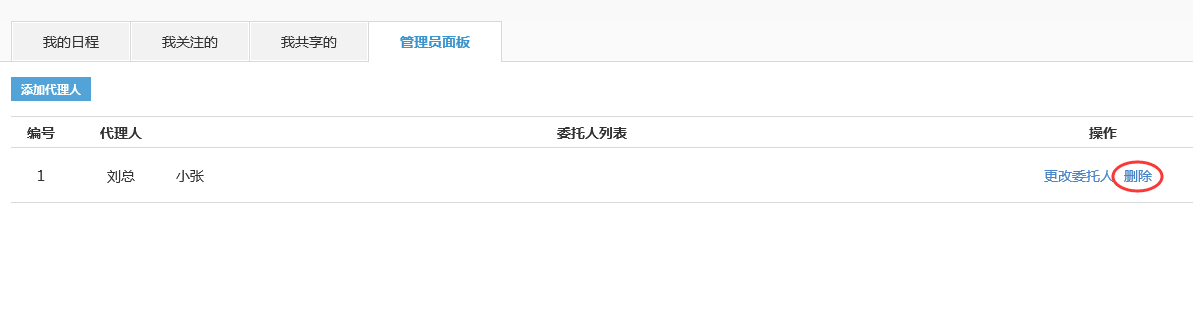 我的日程 我关注的 我共享的 管理员面板
添加代理人
编号 代理人 委托人列表 操作
1 刘总 小张 更改委托人 删除